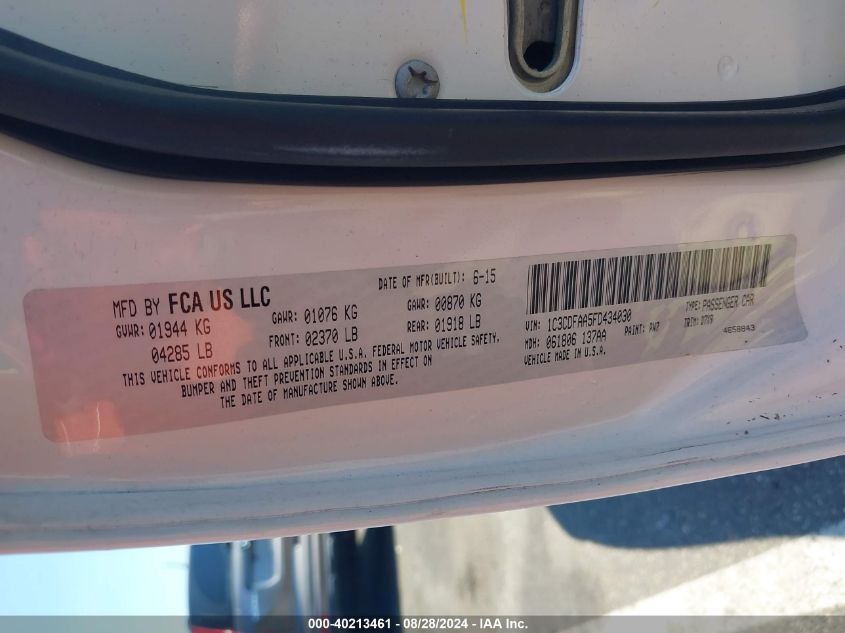 MFD BY FCA US LLC
DATE OF MFR(BUILT): 6-15
GVWR: 01944 KG
04285 LB
GAWR: 01076 KG
FRONT: 02370 LB
GAWR: 00870 KG
REAR: 01918 LB
THIS VEHICLE CONFORMS TO ALL APPLICABLE U.S.A. FEDERAL MOTOR VEHICLE SAFETY,
BUMPER AND THEFT PREVENTION STANDARDS IN EFFECT ON
THE DATE OF MANUFACTURE SHOWN ABOVE.
VIN: 1C3CDFAA5FD434030
TYPE: PASSENGER CAR
MDH: 061806 137AA
PAINT: PW7
TRIM: D7X9
VEHICLE MADE IN U.S.A.
4658843
000-40213461 - 08/28/2024 - IAA Inc.